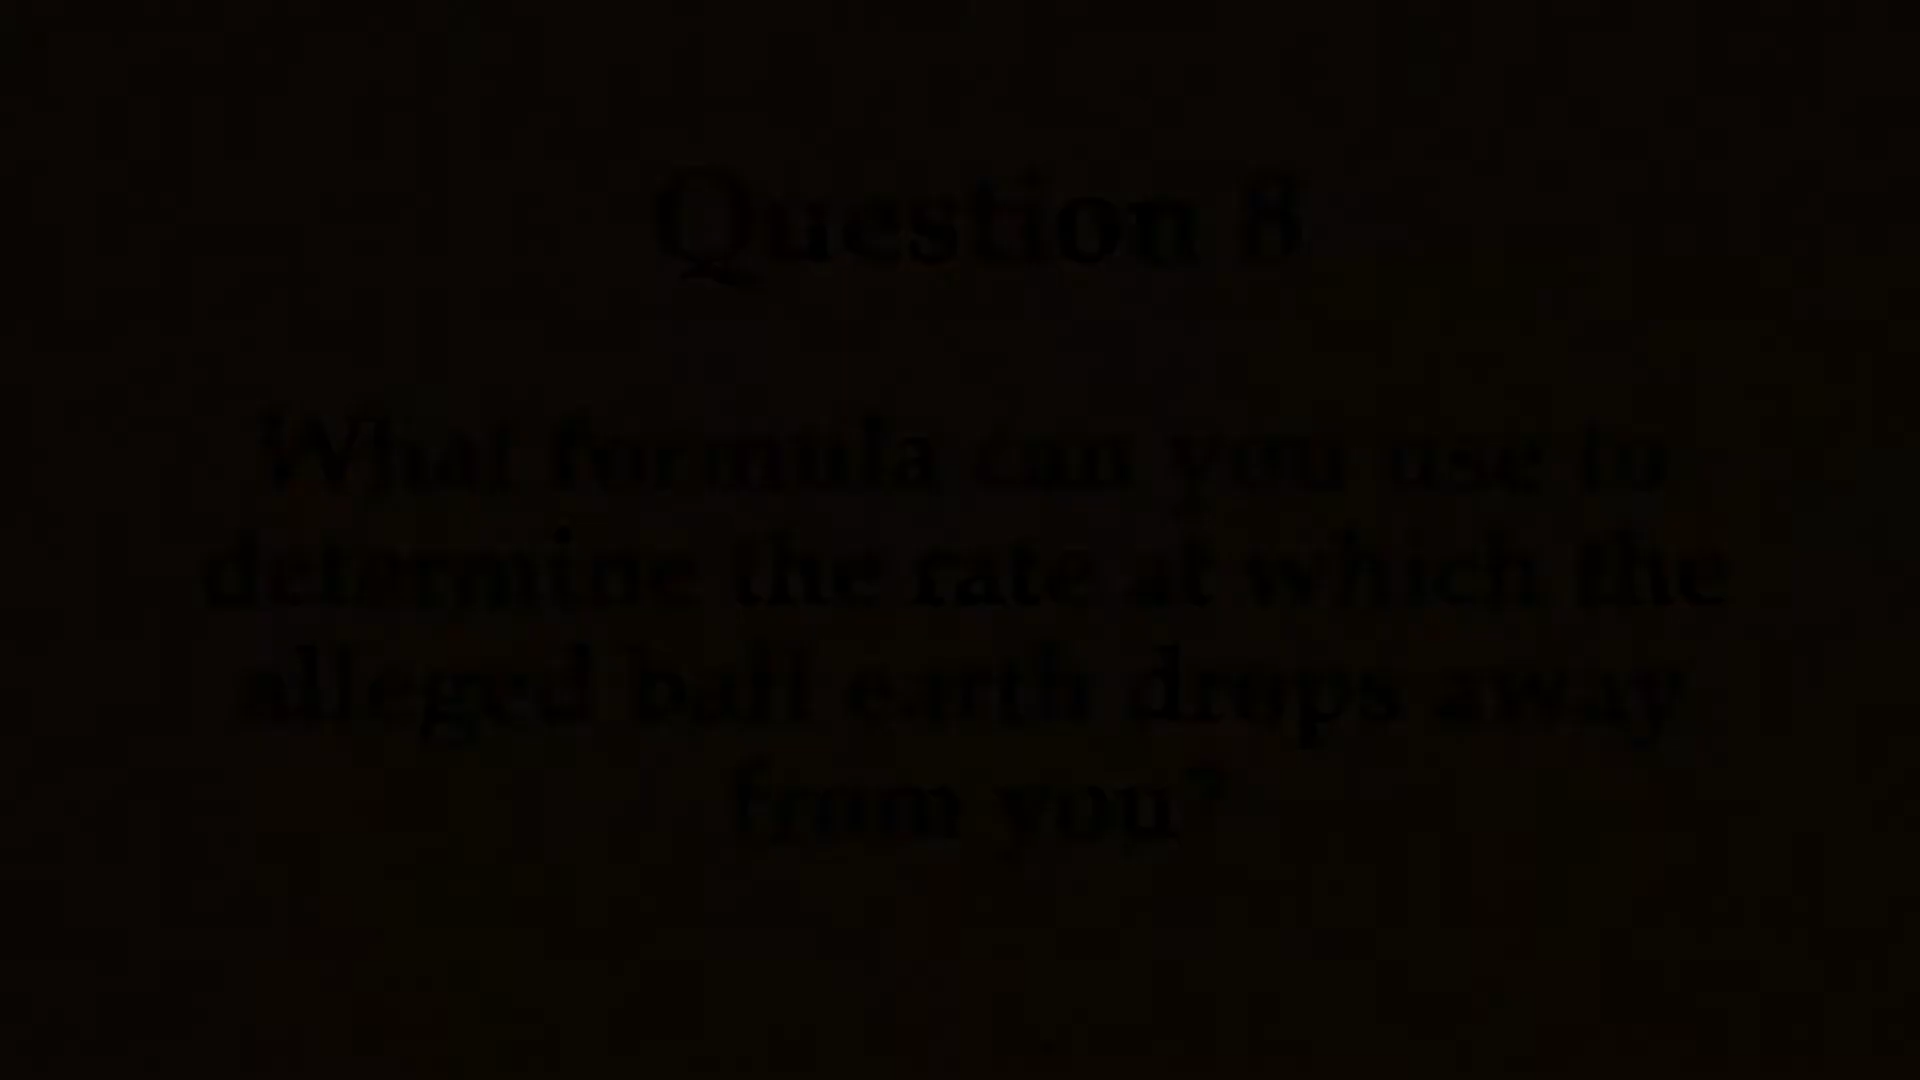 Question 8
What formula can you use to
determine the rate at which the
alleged ball earth drops away
from you?